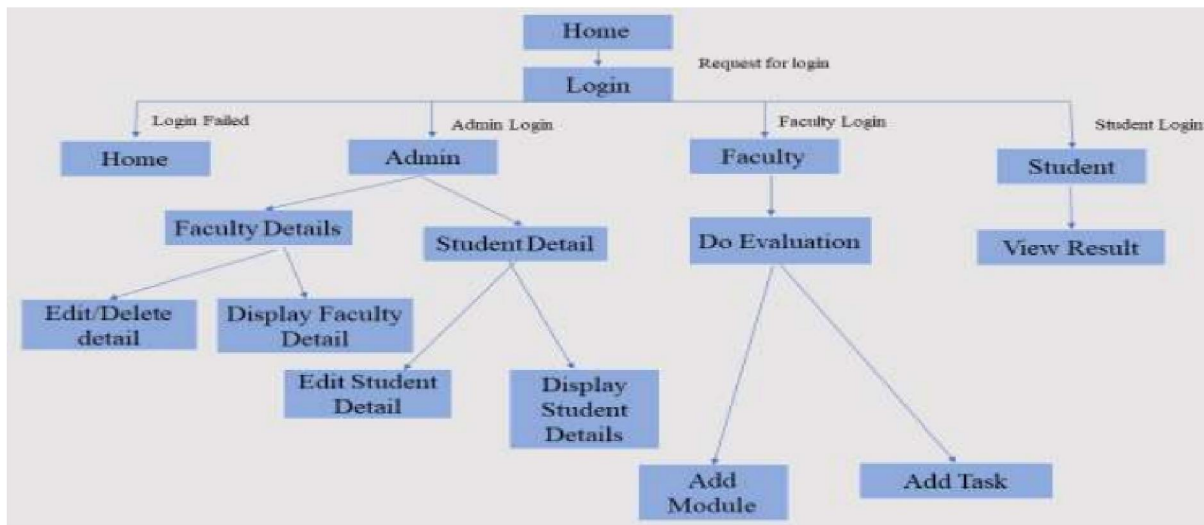 Home
Request for login
Login
Login Failed
Admin Login
Faculty Login
Student Login
Home
Admin
Faculty
Student
Faculty Details
Student Detail
Do Evaluation
View Result
Edit/Delete
detail
Display Faculty
Detail
Edit Student
Detail
Display
Student
Details
Add
Module
Add Task